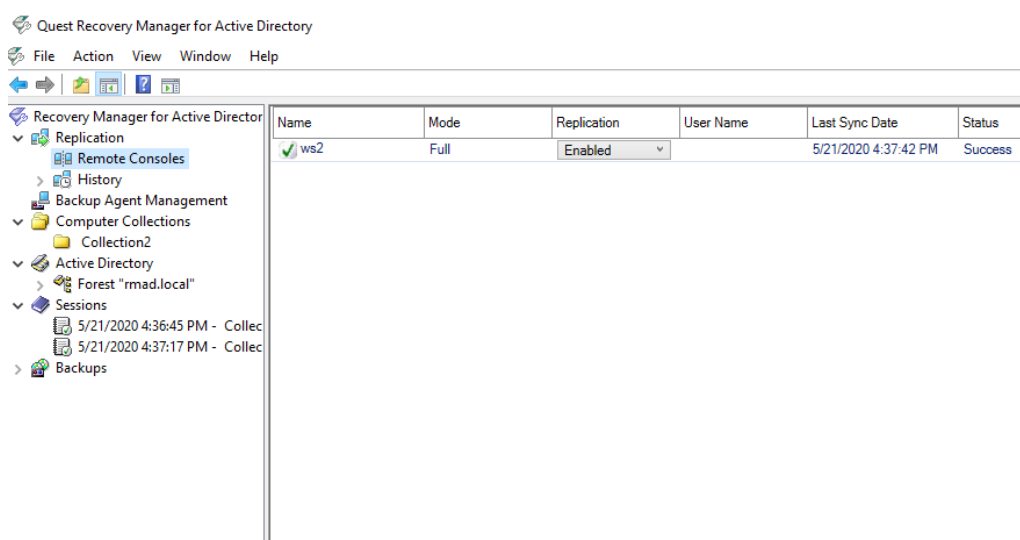 Quest Recovery Manager for Active Directory
File Action View Window Help
Recovery Manager for Active Director
Replication
Remote Consoles
History
Backup Agent Management
Computer Collections
Collection2
Active Directory
Forest "rmad.local"
Sessions
5/21/2020 4:36:45 PM - Collec
5/21/2020 4:37:17 PM - Collec
Backups
Name Mode Replication User Name Last Sync Date Status
ws2 Full Enabled 5/21/2020 4:37:42 PM Success